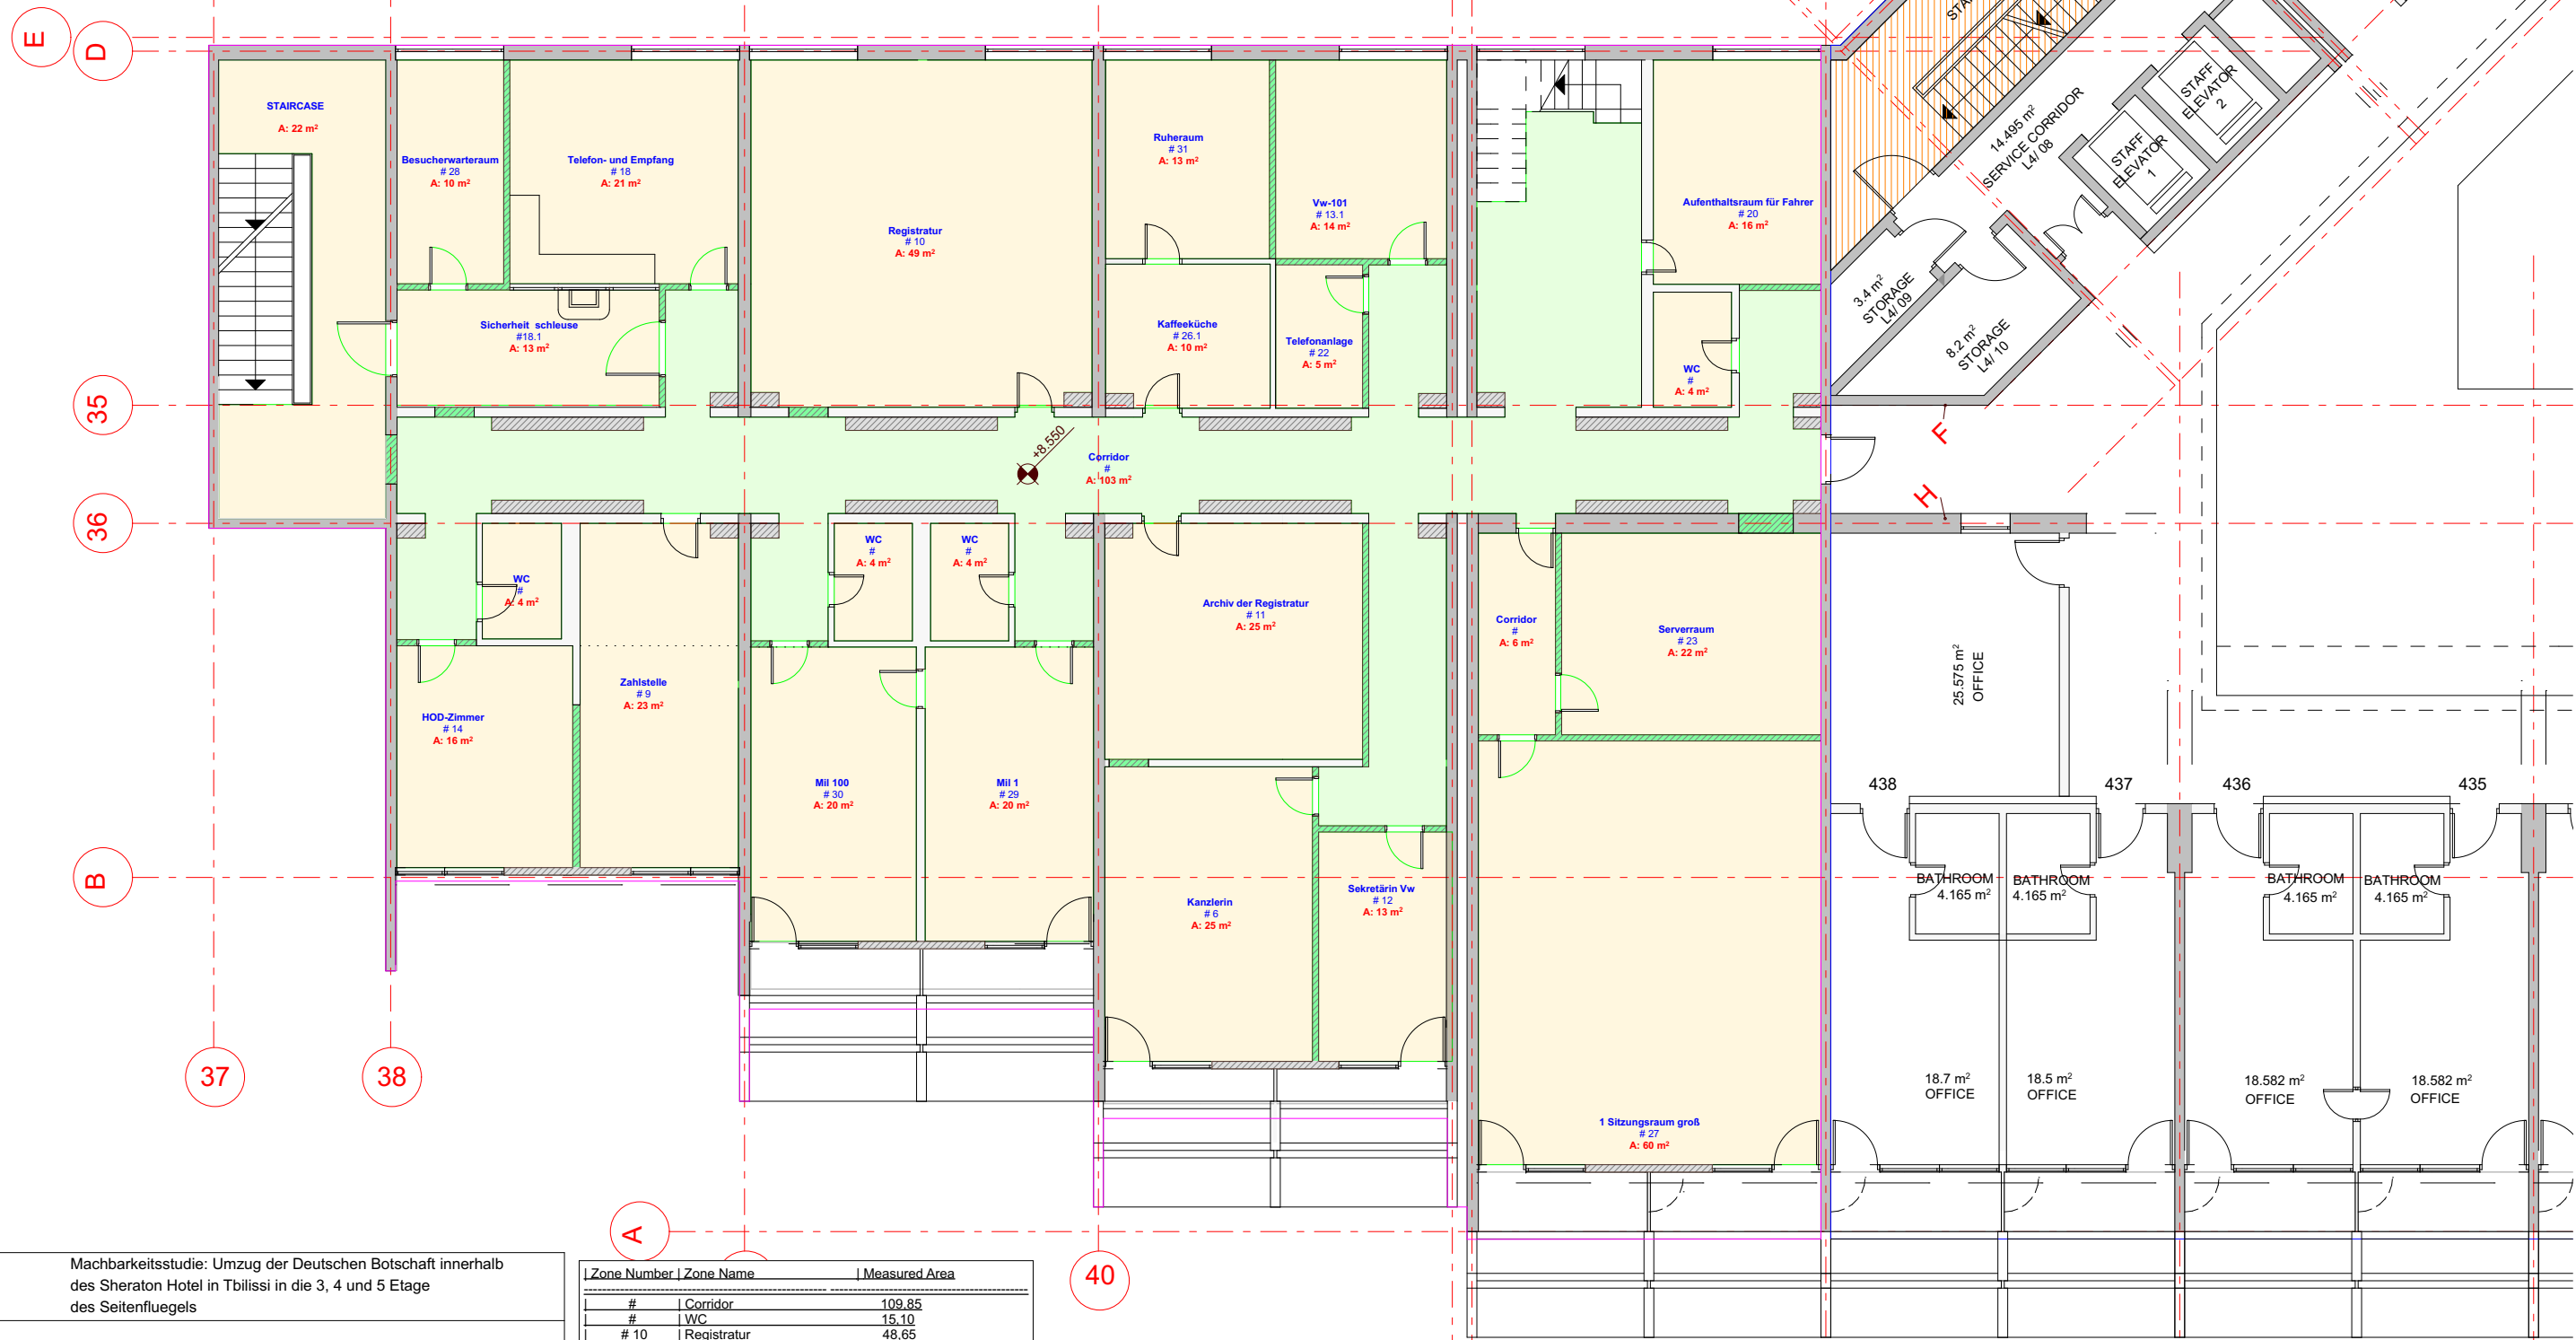 E
D
35
36
B
37
38
A
40
F
H
STAIRCASE
A: 22 m²
Besucherwarteraum
# 28
A: 10 m²
Telefon- und Empfang
# 18
A: 21 m²
Sicherheit schleuse
#18.1
A: 13 m²
Registratur
# 10
A: 49 m²
Ruheraum
# 31
A: 13 m²
Vw-101
# 13.1
A: 14 m²
Kaffeeküche
# 26.1
A: 10 m²
Telefonanlage
# 22
A: 5 m²
Aufenthaltsraum für Fahrer
# 20
A: 16 m²
WC
#
A: 4 m²
14.495 m²
SERVICE CORRIDOR
L4/ 08
STAFF
ELEVATOR
1
STAFF
ELEVATOR
2
3.4 m²
STORAGE
L4/ 09
8.2 m²
STORAGE
L4/ 10
+8.550
Corridor
#
A: 103 m²
WC
#
A: 4 m²
WC
#
A: 4 m²
WC
#
A: 4 m²
HOD-Zimmer
# 14
A: 16 m²
Zahlstelle
# 9
A: 23 m²
Mil 100
# 30
A: 20 m²
Mil 1
# 29
A: 20 m²
Archiv der Registratur
# 11
A: 25 m²
Kanzlerin
# 6
A: 25 m²
Sekretärin Vw
# 12
A: 13 m²
Corridor
#
A: 6 m²
Serverraum
# 23
A: 22 m²
1 Sitzungsraum groß
# 27
A: 60 m²
25.575 m²
OFFICE
438
437
436
435
BATHROOM
4.165 m²
BATHROOM
4.165 m²
BATHROOM
4.165 m²
BATHROOM
4.165 m²
18.7 m²
OFFICE
18.5 m²
OFFICE
18.582 m²
OFFICE
18.582 m²
OFFICE
Machbarkeitsstudie: Umzug der Deutschen Botschaft innerhalb
des Sheraton Hotel in Tbilissi in die 3, 4 und 5 Etage
des Seitenfluegels
| Zone Number | Zone Name | Measured Area
| # | Corridor 109,85
| # | WC 15,10
| # 10 | Registratur 48,65